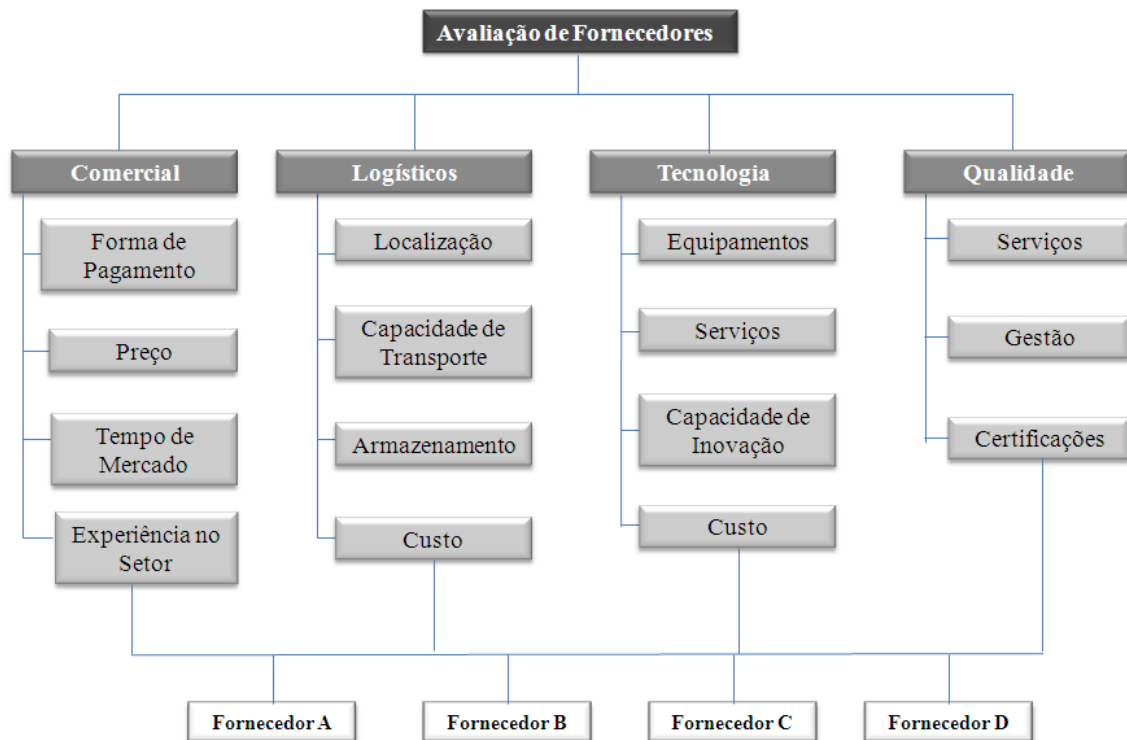 Avaliação de Fornecedores
Comercial
Forma de
Pagamento
Preço
Tempo de
Mercado
Experiência no
Setor
Logísticos
Localização
Capacidade de
Transporte
Armazenamento
Custo
Tecnologia
Equipamentos
Serviços
Capacidade de
Inovação
Custo
Qualidade
Serviços
Gestão
Certificações
Fornecedor A
Fornecedor B
Fornecedor C
Fornecedor D